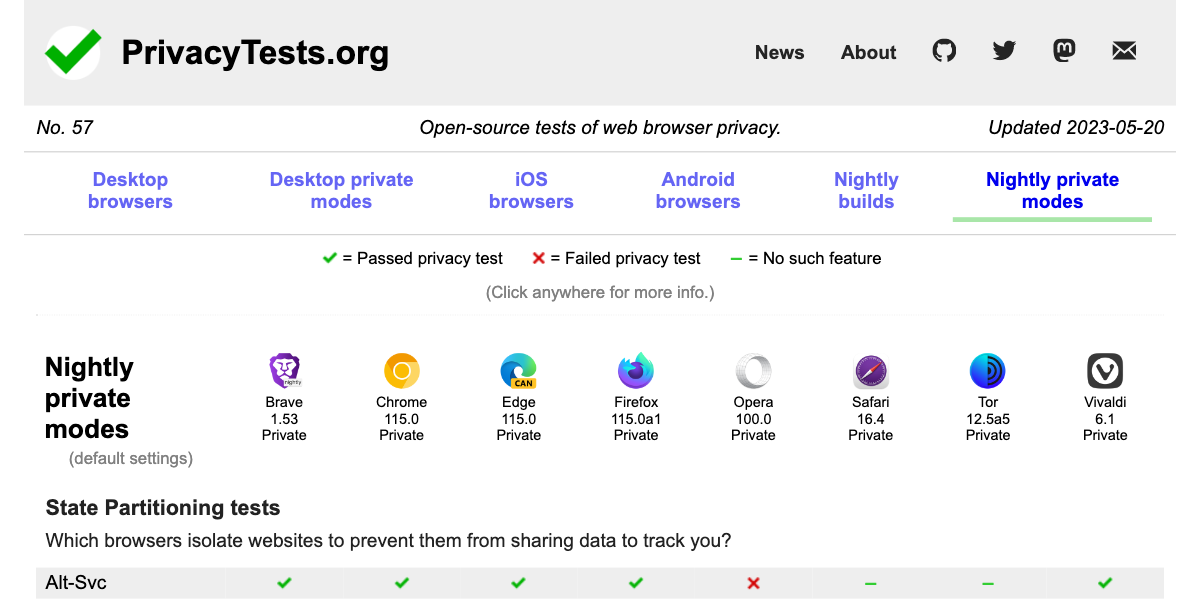 PrivacyTests.org
News About
No. 57 Open-source tests of web browser privacy. Updated 2023-05-20
Desktop browsers
Desktop private modes
iOS browsers
Android browsers
Nightly builds
Nightly private modes
= Passed privacy test = Failed privacy test = No such feature
(Click anywhere for more info.)
Nightly
private
modes
(default settings)
nightly
Brave
1.53
Private
Chrome
115.0
Private
CAN
Edge
115.0
Private
Firefox
115.0a1
Private
Opera
100.0
Private
Safari
16.4
Private
Tor
12.5a5
Private
Vivaldi
6.1
Private
State Partitioning tests
Which browsers isolate websites to prevent them from sharing data to track you?
Alt-Svc